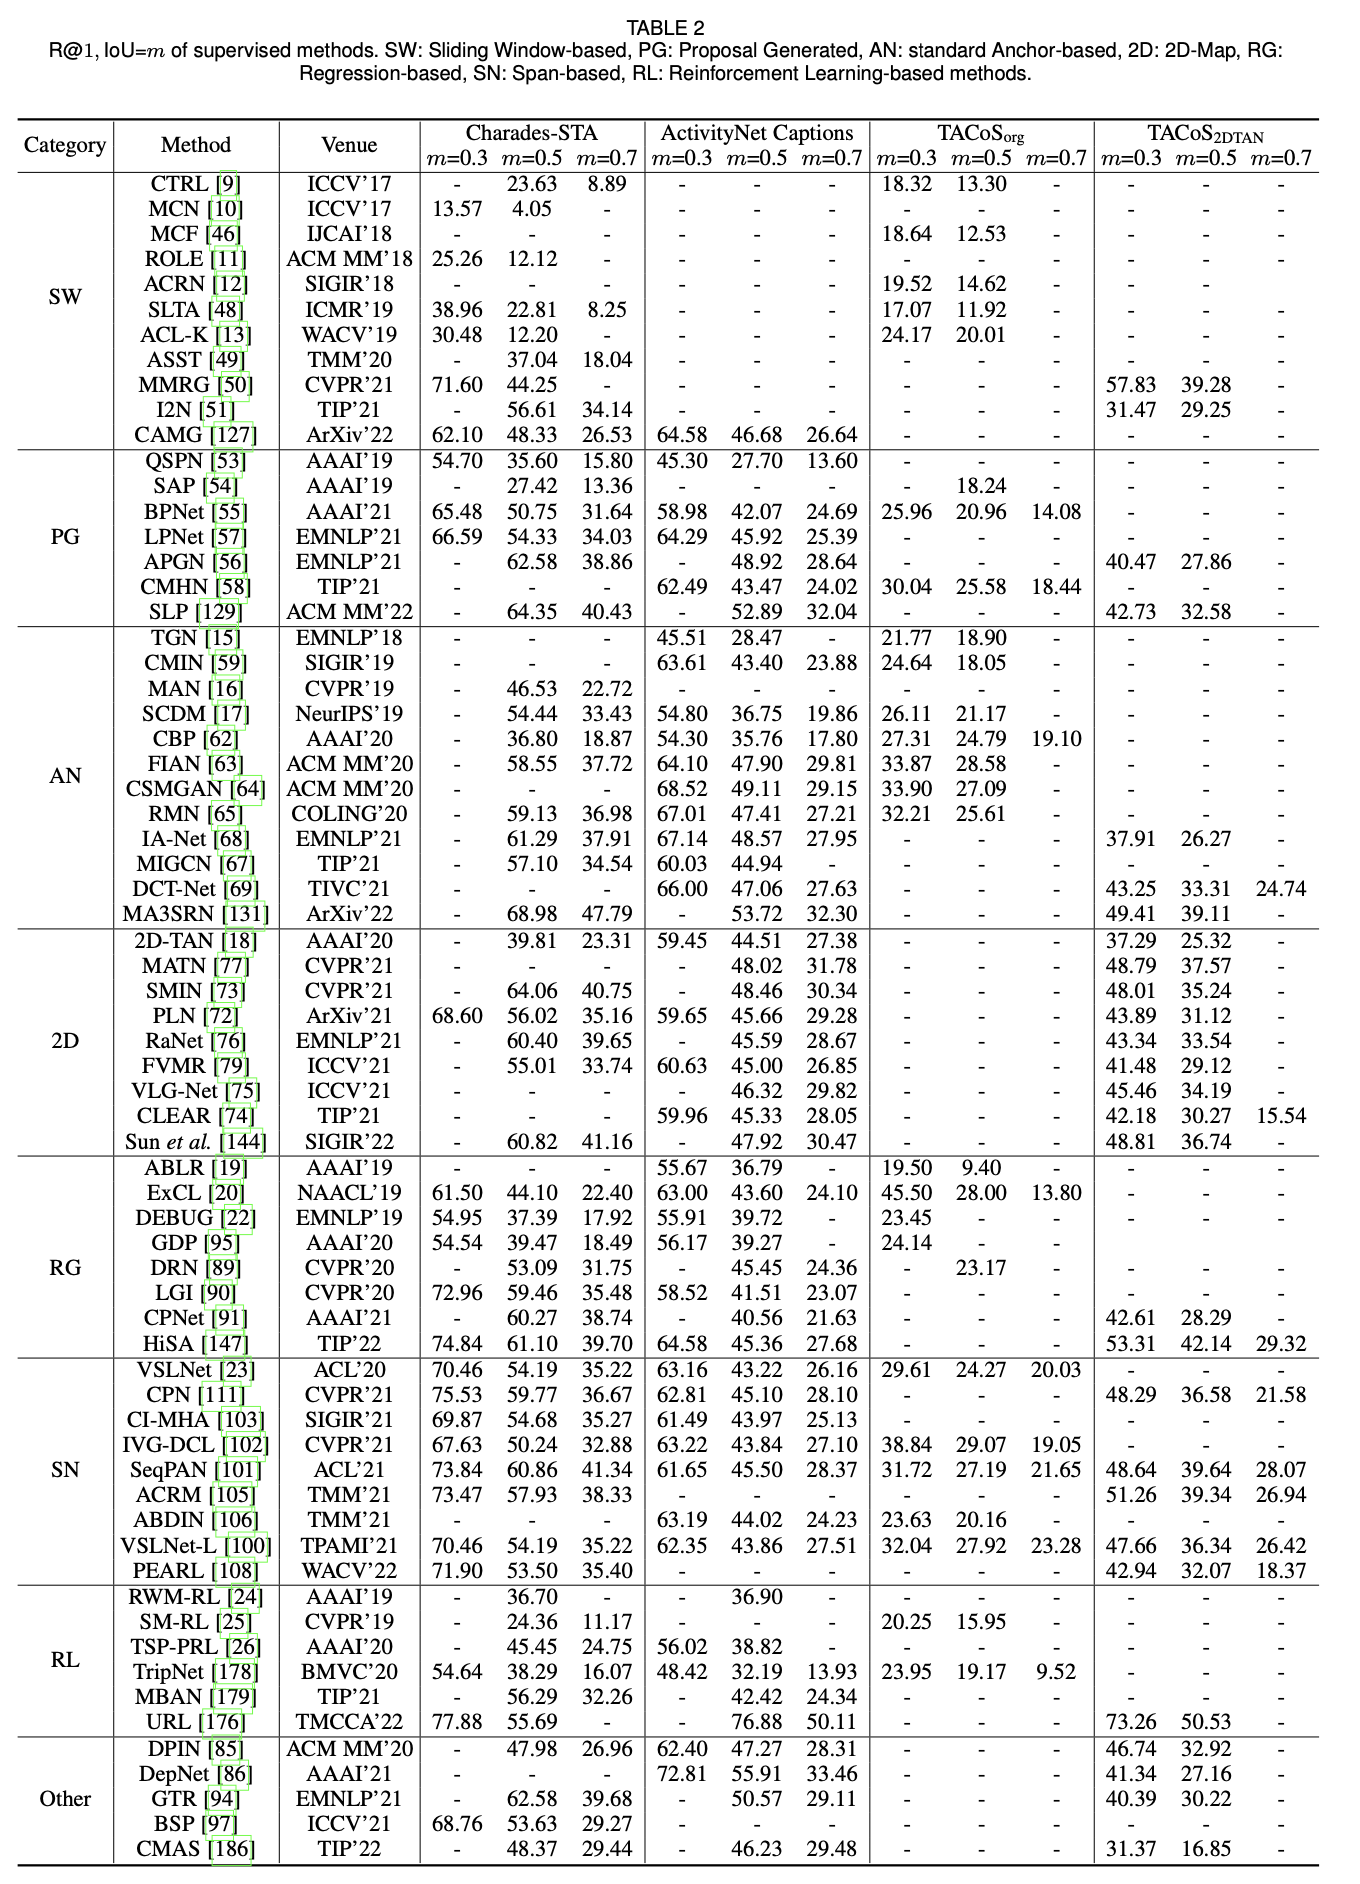 TABLE 2
R@1, IoU=m of supervised methods. SW: Sliding Window-based, PG: Proposal Generated, AN: standard Anchor-based, 2D: 2D-Map, RG:
Regression-based, SN: Span-based, RL: Reinforcement Learning-based methods.
Category Method Venue Charades-STA ActivityNet Captions TACoSorg TACoS2DTAN
m=0.3 m=0.5 m=0.7 m=0.3 m=0.5 m=0.7 m=0.3 m=0.5 m=0.7 m=0.3 m=0.5 m=0.7
SW
CTRL [9] ICCV'17 - 23.63 8.89 - - - 18.32 13.30 - - - -
MCN [10] ICCV'17 13.57 4.05 - - - - - - - - - -
MCF [46] IJCAI'18 - - - - - - 18.64 12.53 - - - -
ROLE [11] ACM MM'18 25.26 12.12 - - - - - - - - - -
ACRN [12] SIGIR'18 - - - - - - 19.52 14.62 - - - -
SLTA [48] ICMR'19 38.96 22.81 8.25 - - - 17.07 11.92 - - - -
ACL-K [13] WACV'19 30.48 12.20 - - - - 24.17 20.01 - - - -
ASST [49] TMM'20 - 37.04 18.04 - - - - - - - - -
MMRG [50] CVPR'21 71.60 44.25 - - - - - - - 57.83 39.28 -
I2N [51] TIP'21 - 56.61 34.14 - - - - - - 31.47 29.25 -
CAMG [127] ArXiv'22 62.10 48.33 26.53 64.58 46.68 26.64 - - - - - -
PG
QSPN [53] AAAI'19 54.70 35.60 15.80 45.30 27.70 13.60 - - - - - -
SAP [54] AAAI'19 - 27.42 13.36 - - - - 18.24 - - - -
BPNet [55] AAAI'21 65.48 50.75 31.64 58.98 42.07 24.69 25.96 20.96 14.08 - - -
LPNet [57] EMNLP'21 66.59 54.33 34.03 64.29 45.92 25.39 - - - - - -
APGN [56] EMNLP'21 - 62.58 38.86 - 48.92 28.64 - - - 40.47 27.86 -
CMHN [58] TIP'21 - - - 62.49 43.47 24.02 30.04 25.58 18.44 - - -
SLP [129] ACM MM'22 - 64.35 40.43 - 52.89 32.04 - - - 42.73 32.58 -
AN
TGN [15] EMNLP'18 - - - 45.51 28.47 - 21.77 18.90 - - - -
CMIN [59] SIGIR'19 - - - 63.61 43.40 23.88 24.64 18.05 - - - -
MAN [16] CVPR'19 - 46.53 22.72 - - - - - - - - -
SCDM [17] NeurIPS'19 - 54.44 33.43 54.80 36.75 19.86 26.11 21.17 - - - -
CBP [62] AAAI'20 - 36.80 18.87 54.30 35.76 17.80 27.31 24.79 19.10 - - -
FIAN [63] ACM MM'20 - 58.55 37.72 64.10 47.90 29.81 33.87 28.58 - - - -
CSMGAN [64] ACM MM'20 - - - 68.52 49.11 29.15 33.90 27.09 - - - -
RMN [65] COLING'20 - 59.13 36.98 67.01 47.41 27.21 32.21 25.61 - - - -
IA-Net [68] EMNLP'21 - 61.29 37.91 67.14 48.57 27.95 - - - 37.91 26.27 -
MIGCN [67] TIP'21 - 57.10 34.54 60.03 44.94 - - - - - - -
DCT-Net [69] TIVC'21 - - - 66.00 47.06 27.63 - - - 43.25 33.31 24.74
MA3SRN [131] ArXiv'22 - 68.98 47.79 - 53.72 32.30 - - - 49.41 39.11 -
2D
2D-TAN [18] AAAI'20 - 39.81 23.31 59.45 44.51 27.38 - - - 37.29 25.32 -
MATN [77] CVPR'21 - - - - 48.02 31.78 - - - 48.79 37.57 -
SMIN [73] CVPR'21 - 64.06 40.75 - 48.46 30.34 - - - 48.01 35.24 -
PLN [72] ArXiv'21 68.60 56.02 35.16 59.65 45.66 29.28 - - - 43.89 31.12 -
RaNet [76] EMNLP'21 - 60.40 39.65 - 45.59 28.67 - - - 43.34 33.54 -
FVMR [79] ICCV'21 - 55.01 33.74 60.63 45.00 26.85 - - - 41.48 29.12 -
VLG-Net [75] ICCV'21 - - - - 46.32 29.82 - - - 45.46 34.19 -
CLEAR [74] TIP'21 - - - 59.96 45.33 28.05 - - - 42.18 30.27 15.54
Sun et al. [144] SIGIR'22 - 60.82 41.16 - 47.92 30.47 - - - 48.81 36.74 -
RG
ABLR [19] AAAI'19 - - - 55.67 36.79 - 19.50 9.40 - - - -
ExCL [20] NAACL'19 61.50 44.10 22.40 63.00 43.60 24.10 45.50 28.00 13.80 - - -
DEBUG [22] EMNLP'19 54.95 37.39 17.92 55.91 39.72 - 23.45 - - - - -
GDP [95] AAAI'20 54.54 39.47 18.49 56.17 39.27 - 24.14 - -
DRN [89] CVPR'20 - 53.09 31.75 - 45.45 24.36 - 23.17 - - - -
LGI [90] CVPR'20 72.96 59.46 35.48 58.52 41.51 23.07 - - - - - -
CPNet [91] AAAI'21 - 60.27 38.74 - 40.56 21.63 - - - 42.61 28.29 -
HiSA [147] TIP'22 74.84 61.10 39.70 64.58 45.36 27.68 - - - 53.31 42.14 29.32
SN
VSLNet [23] ACL'20 70.46 54.19 35.22 63.16 43.22 26.16 29.61 24.27 20.03 - - -
CPN [111] CVPR'21 75.53 59.77 36.67 62.81 45.10 28.10 - - - 48.29 36.58 21.58
CI-MHA [103] SIGIR'21 69.87 54.68 35.27 61.49 43.97 25.13 - - - - - -
IVG-DCL [102] CVPR'21 67.63 50.24 32.88 63.22 43.84 27.10 38.84 29.07 19.05 - - -
SeqPAN [101] ACL'21 73.84 60.86 41.34 61.65 45.50 28.37 31.72 27.19 21.65 48.64 39.64 28.07
ACRM [105] TMM'21 73.47 57.93 38.33 - - - - - - 51.26 39.34 26.94
ABDIN [106] TMM'21 - - - 63.19 44.02 24.23 23.63 20.16 - - - -
VSLNet-L [100] TPAMI'21 70.46 54.19 35.22 62.35 43.86 27.51 32.04 27.92 23.28 47.66 36.34 26.42
PEARL [108] WACV'22 71.90 53.50 35.40 - - - - - - 42.94 32.07 18.37
RL
RWM-RL [24] AAAI'19 - 36.70 - - 36.90 - - - - - - -
SM-RL [25] CVPR'19 - 24.36 11.17 - - - 20.25 15.95 - - - -
TSP-PRL [26] AAAI'20 - 45.45 24.75 56.02 38.82 - - - - - - -
TripNet [178] BMVC'20 54.64 38.29 16.07 48.42 32.19 13.93 23.95 19.17 9.52 - - -
MBAN [179] TIP'21 - 56.29 32.26 - 42.42 24.34 - - - - - -
URL [176] TMCCA'22 77.88 55.69 - - 76.88 50.11 - - - 73.26 50.53 -
Other
DPIN [85] ACM MM'20 - 47.98 26.96 62.40 47.27 28.31 - - - 46.74 32.92 -
DepNet [86] AAAI'21 - - - 72.81 55.91 33.46 - - - 41.34 27.16 -
GTR [94] EMNLP'21 - 62.58 39.68 - 50.57 29.11 - - - 40.39 30.22 -
BSP [97] ICCV'21 68.76 53.63 29.27 - - - - - - - - -
CMAS [186] TIP'22 - 48.37 29.44 - 46.23 29.48 - - - 31.37 16.85 -